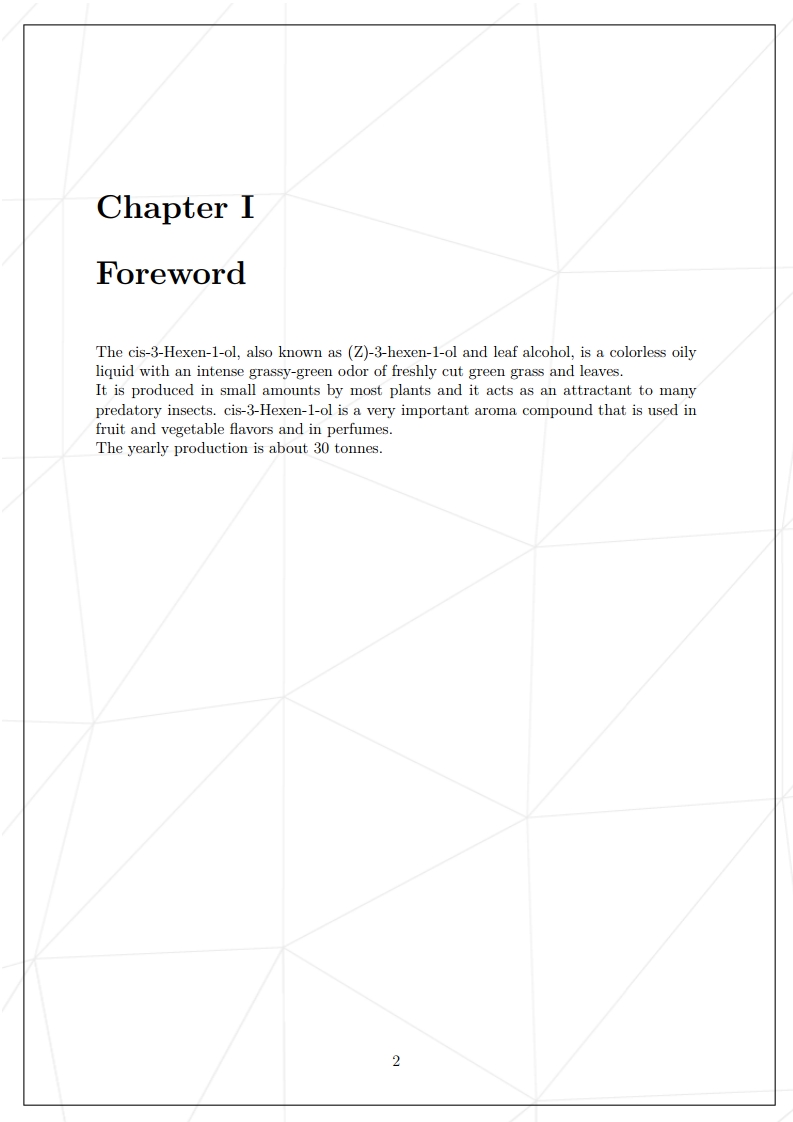 Chapter I
Foreword
The cis-3-Hexen-1-ol, also known as (Z)-3-hexen-1-ol and leaf alcohol, is a colorless oily
liquid with an intense grassy-green odor of freshly cut green grass and leaves.
It is produced in small amounts by most plants and it acts as an attractant to many
predatory insects. cis-3-Hexen-1-ol is a very important aroma compound that is used in
fruit and vegetable flavors and in perfumes.
The yearly production is about 30 tonnes.
2